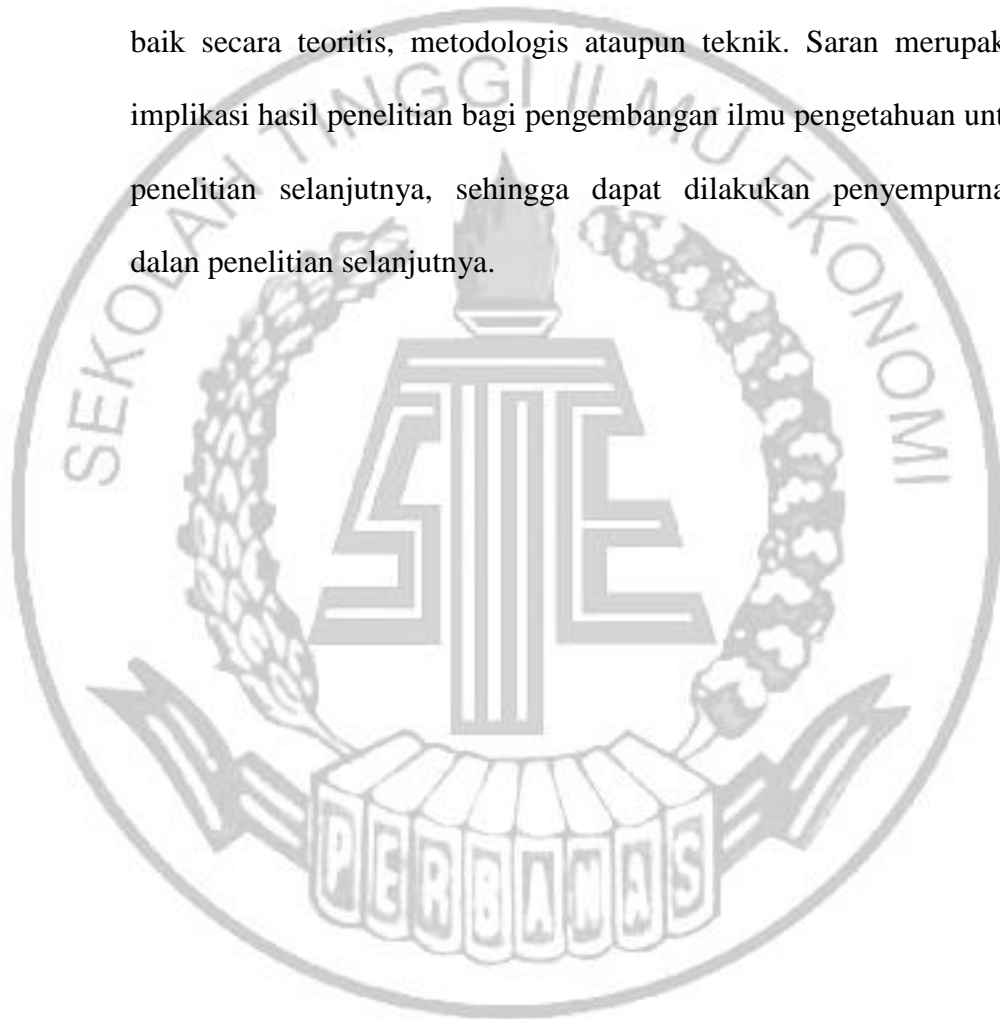 baik secara teoritis, metodologis ataupun teknik. Saran merupak
implikasi hasil penelitian bagi pengembangan ilmu pengetahuan unt
penelitian selanjutnya, sehingga dapat dilakukan penyempurna
dalan penelitian selanjutnya.
SEKOLAH TINGGI ILMU EKONOMI
STIE
PERBANAS